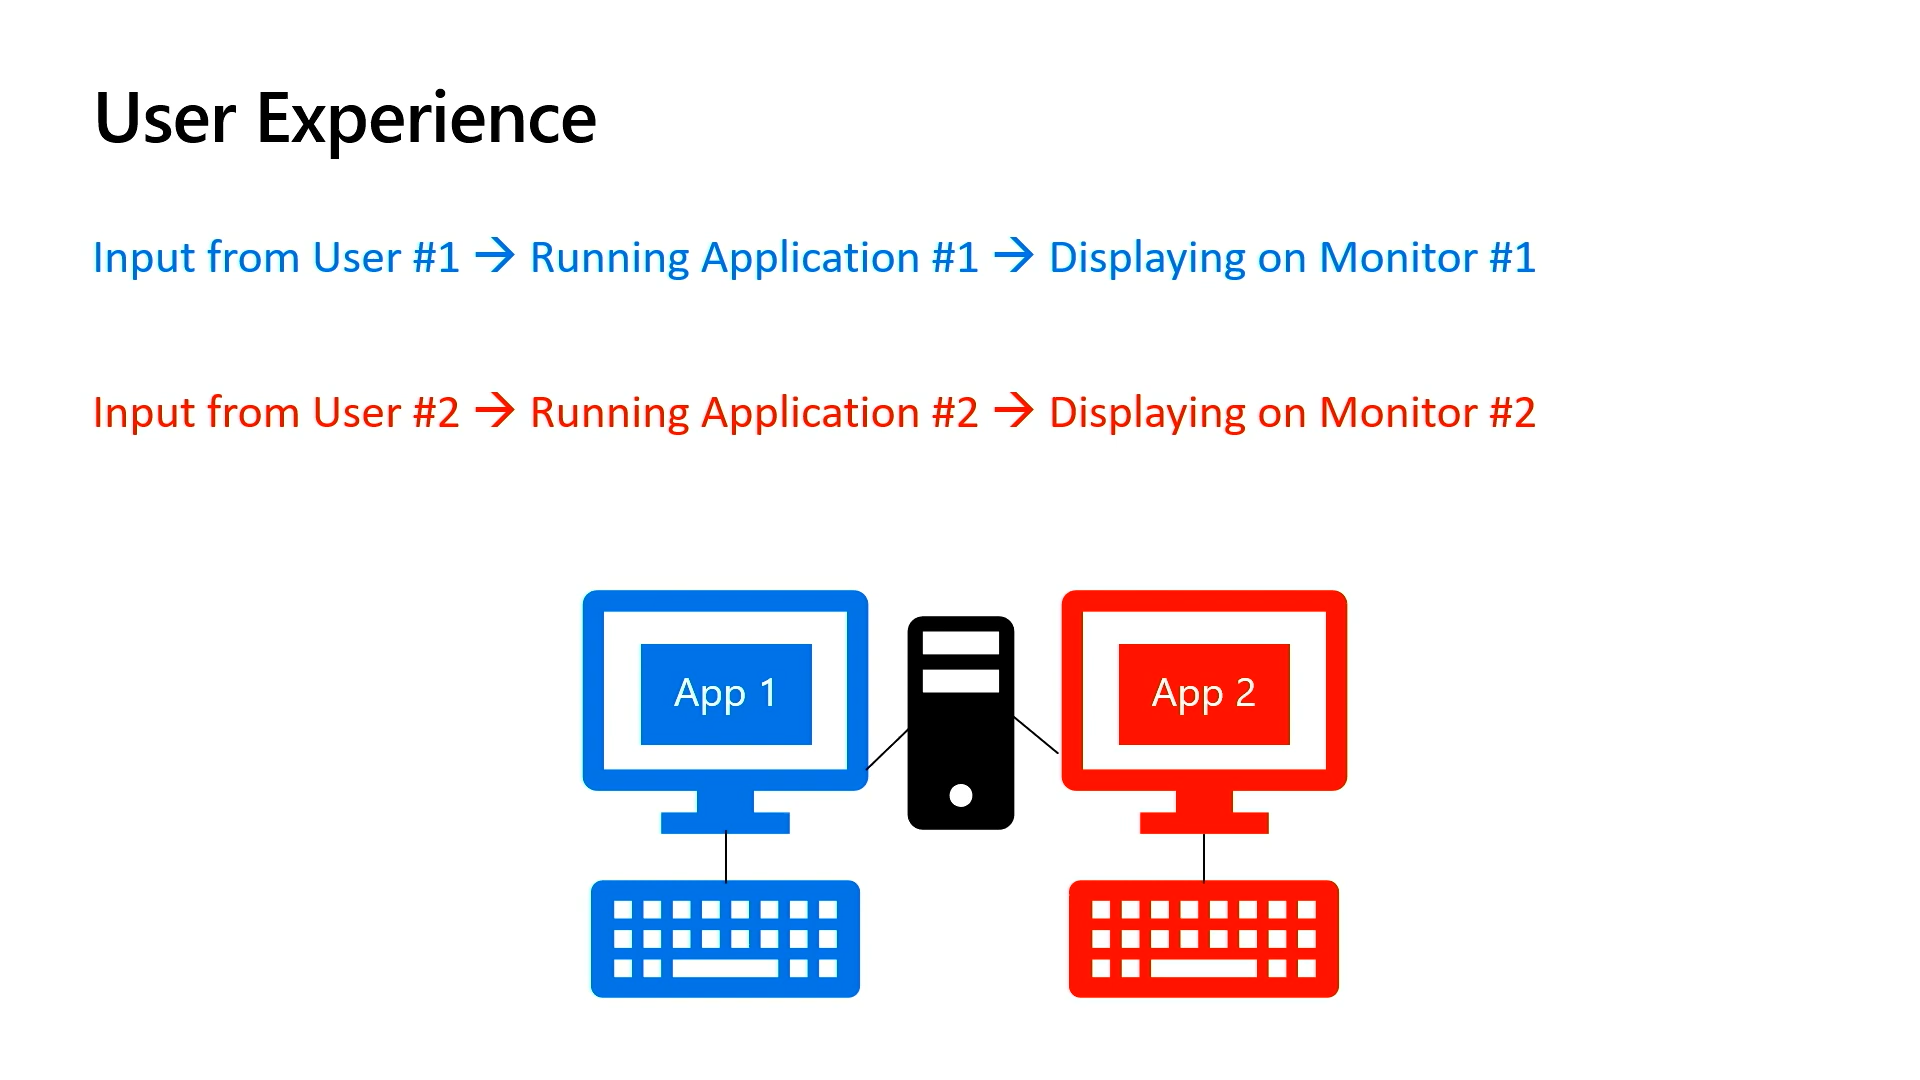 User Experience
Input from User #1 → Running Application #1 → Displaying on Monitor #1
Input from User #2 → Running Application #2 → Displaying on Monitor #2
App 1
App 2